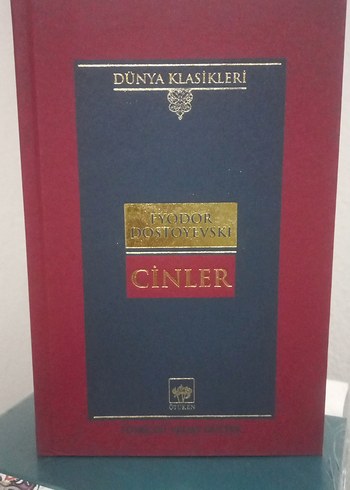 DÜNYA KLASİKLERİ
FYODOR
DOSTOYEVSKİ
CİNLER
ÖTÜKEN